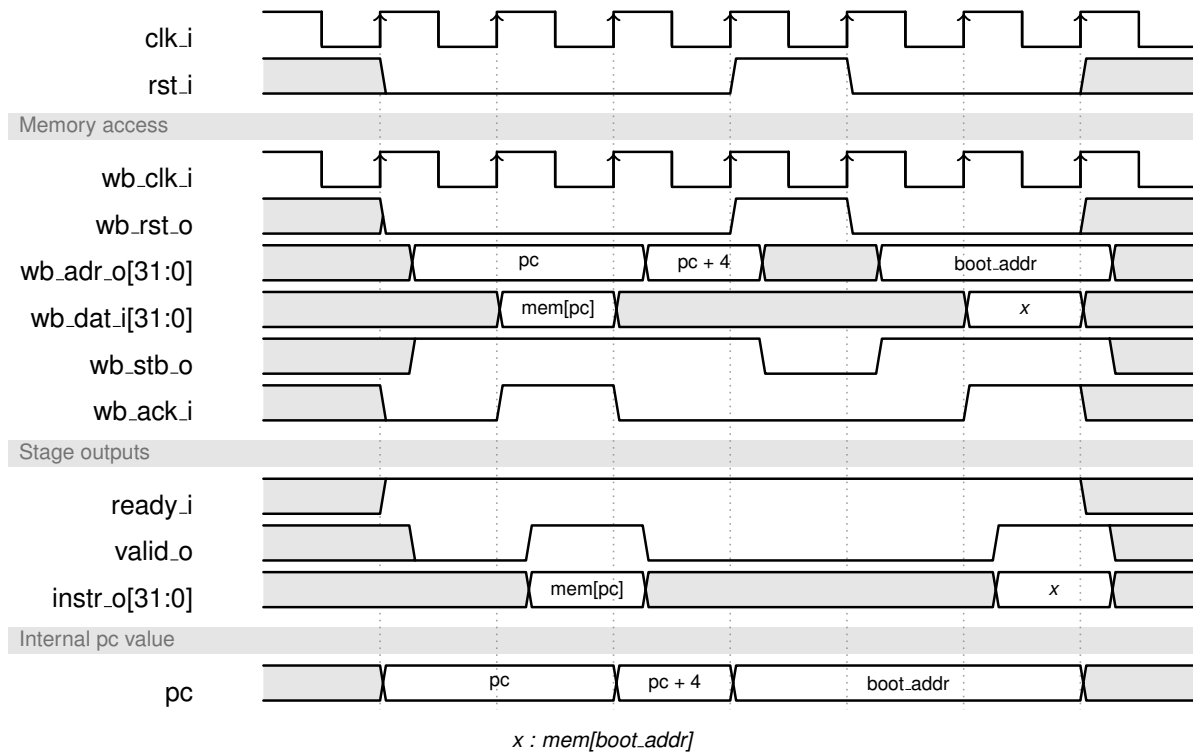 clk_i
rst_i
Memory access
wb_clk_i
wb_rst_o
wb_adr_o[31:0] pc pc + 4 boot_addr
wb_dat_i[31:0] mem[pc] x
wb_stb_o
wb_ack_i
Stage outputs
ready_i
valid_o
instr_o[31:0] mem[pc] x
Internal pc value
pc pc pc + 4 boot_addr
x : mem[boot_addr]